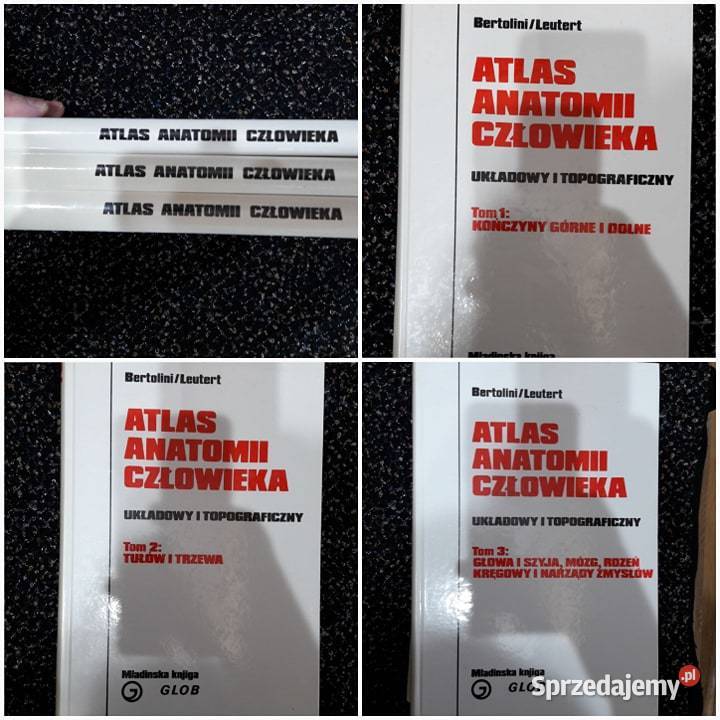 ATLAS ANATOMII CZŁOWIEKA
ATLAS ANATOMII CZŁOWIEKA
ATLAS ANATOMII CZŁOWIEKA
Bertolini/Leutert
ATLAS
ANATOMII
CZŁOWIEKA
UKŁADOWY I TOPOGRAFICZNY
Tom 1:
KOŃCZYNY GÓRNE I DOLNE
Mladinska knjiga
Bertolini/Leutert
ATLAS
ANATOMII
CZŁOWIEKA
UKŁADOWY I TOPOGRAFICZNY
Tom 2:
TUŁÓW I TRZEWA
Mladinska knjiga
GLOB
Bertolini/Leutert
ATLAS
ANATOMII
CZŁOWIEKA
UKŁADOWY I TOPOGRAFICZNY
Tom 3:
GŁOWA I SZYJA, MÓZG, RDZEŃ
KRĘGOWY I NARZĄDY ZMYSŁÓW
Mladinska knjiga
GLOB
Sprzedajemy.pl